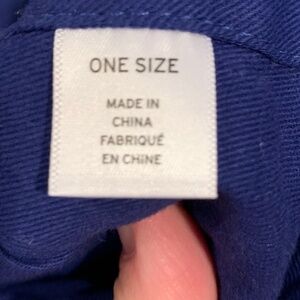 ONE SIZE
MADE IN
CHINA
FABRIQUÉ
EN CHINE